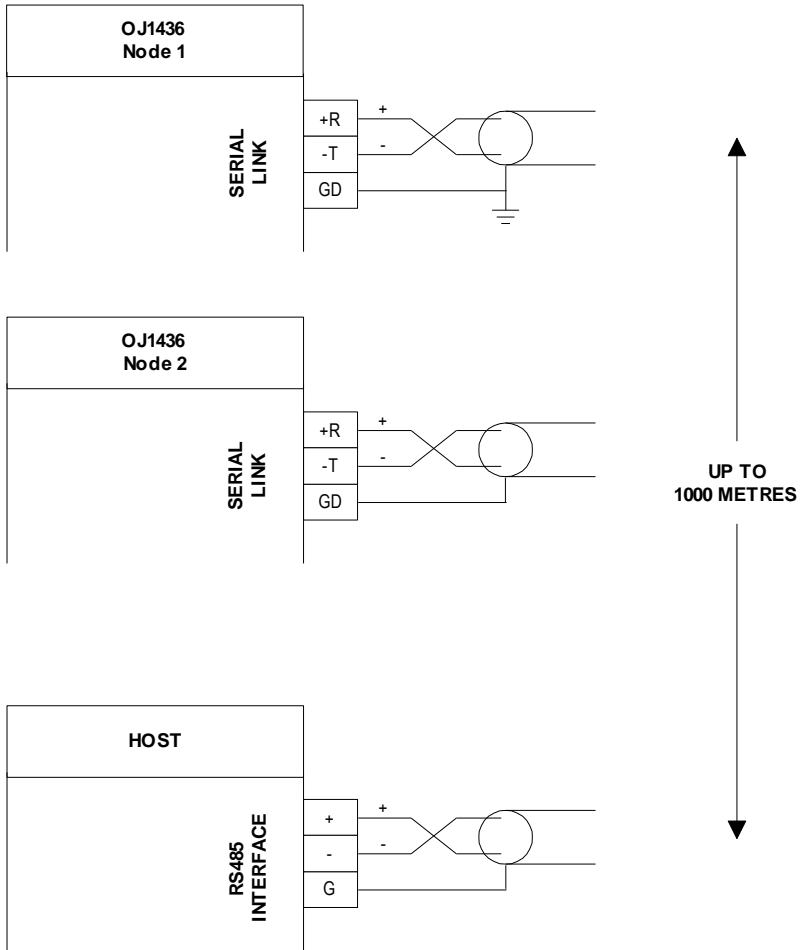 OJ1436
Node 1
SERIAL
LINK
+R
-T
GD
+
-
OJ1436
Node 2
SERIAL
LINK
+R
-T
GD
+
-
UP TO
1000 METRES
HOST
RS485
INTERFACE
+
-
G
+
-